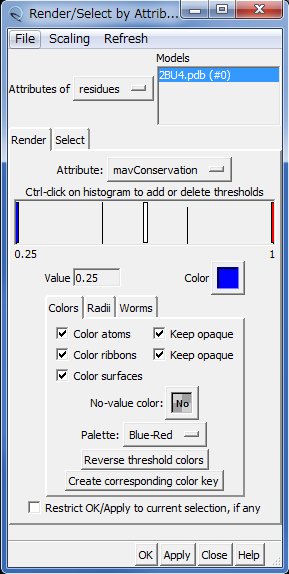 Render/Select by Attrib...
File Scaling Refresh
Models
Attributes of residues
2BU4.pdb (#0)
Render Select
Attribute: mavConservation
Ctrl-click on histogram to add or delete thresholds
0.25 1
Value 0.25 Color
Colors Radii Worms
Color atoms Keep opaque
Color ribbons Keep opaque
Color surfaces
No-value color: No
Palette: Blue-Red
Reverse threshold colors
Create corresponding color key
Restrict OK/Apply to current selection, if any
OK Apply Close Help